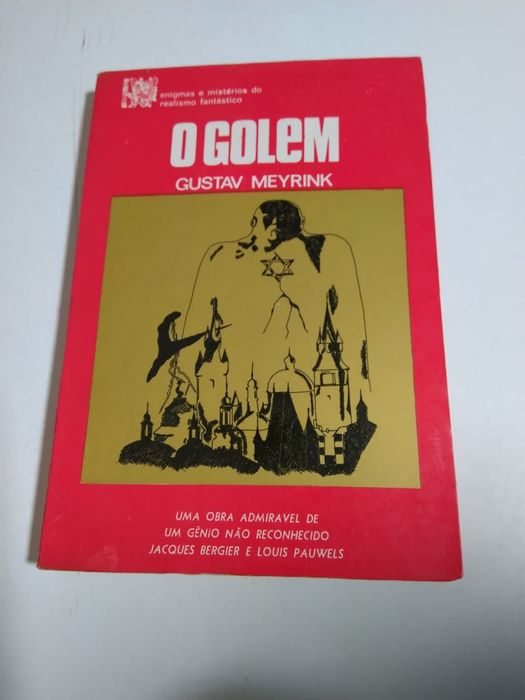 enigmas e mistérios do
realismo fantástico
O GOLEM
GUSTAV MEYRINK
UMA OBRA ADMIRAVEL DE
UM GÊNIO NÃO RECONHECIDO
JACQUES BERGIER E LOUIS PAUWELS